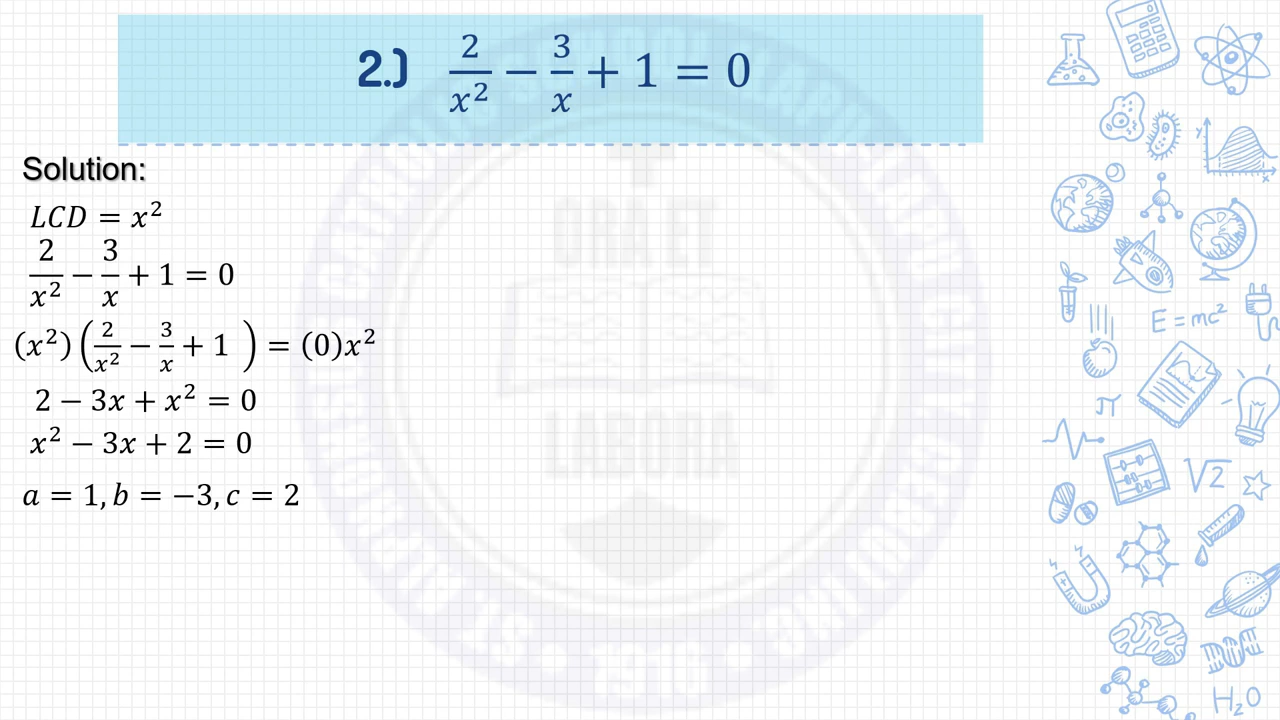 2.) 2/x² − 3/x + 1 = 0
Solution:
LCD = x²
2/x² − 3/x + 1 = 0
(x²)(2/x² − 3/x + 1 ) = (0)x²
2 − 3x + x² = 0
x² − 3x + 2 = 0
a = 1, b = −3, c = 2
y
x
E = mc²
π
√2
H₂O
1918